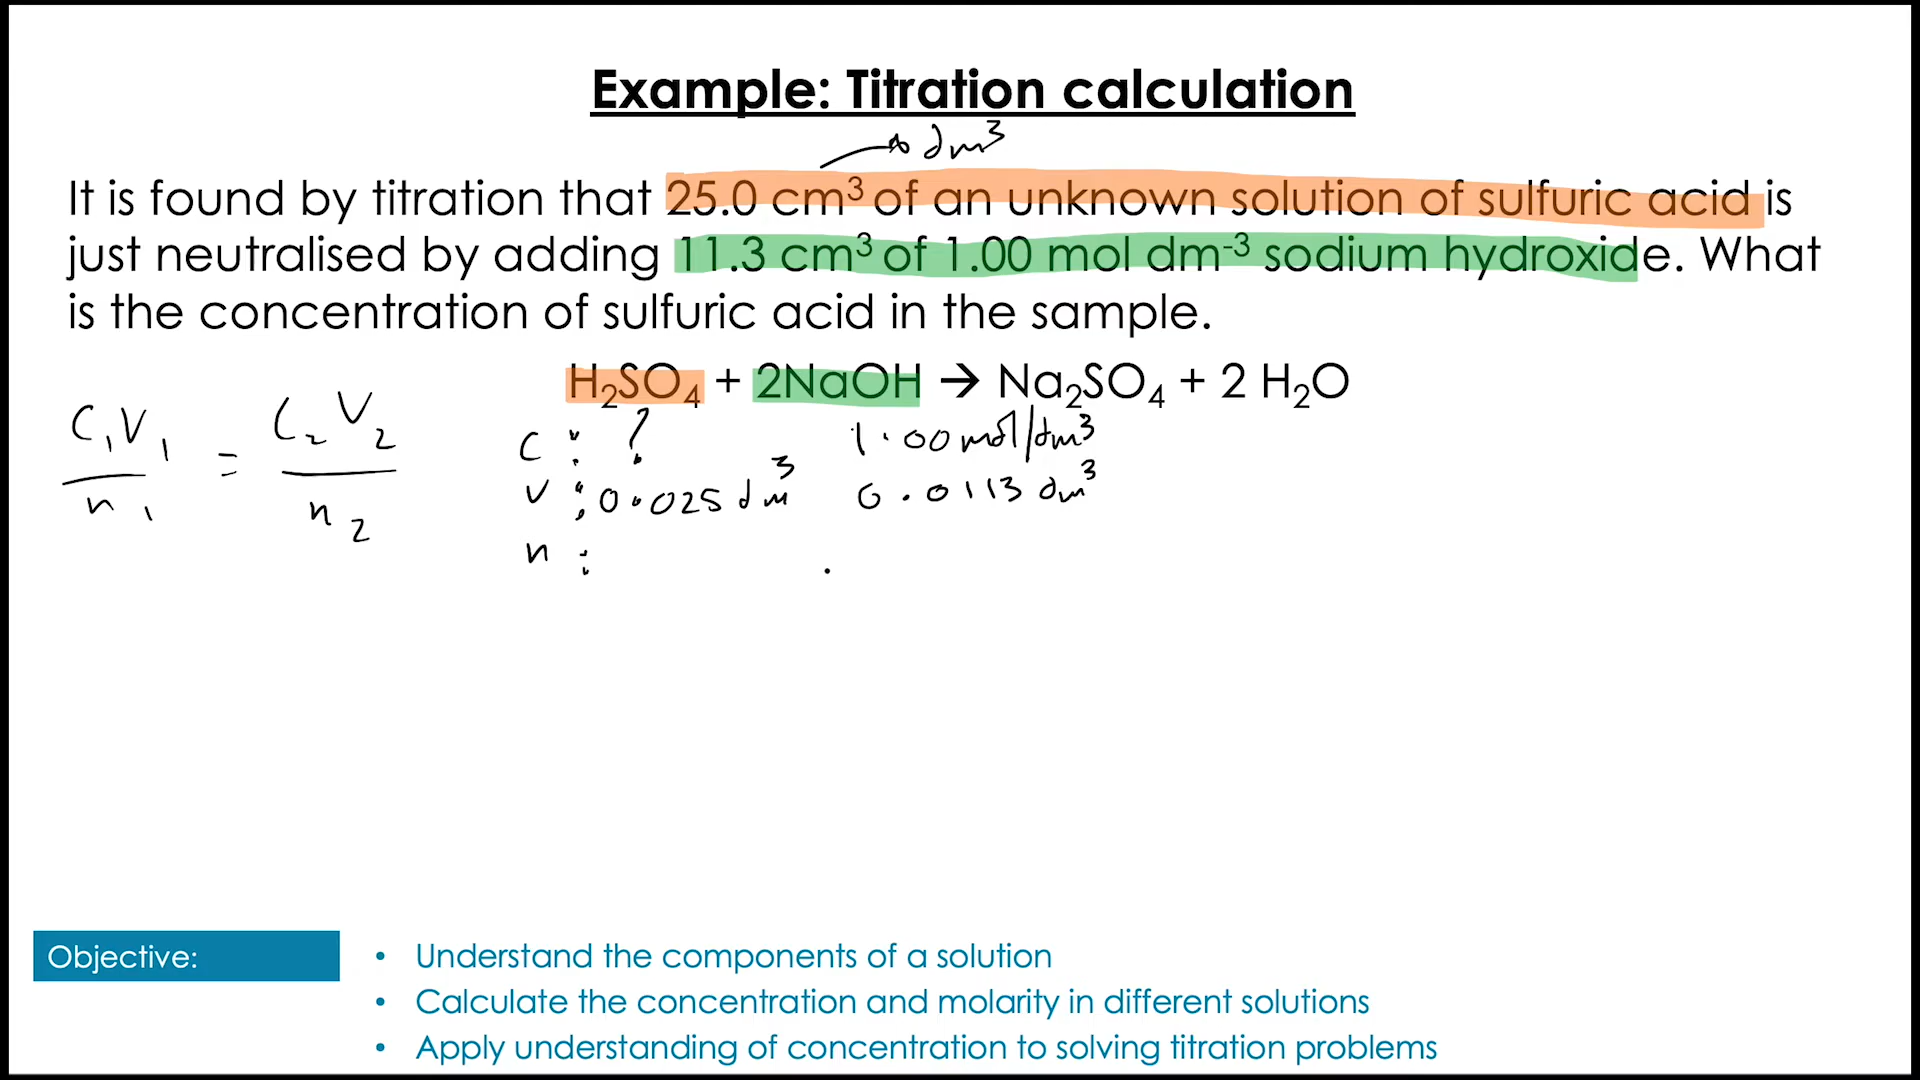 Example: Titration calculation
dm³
It is found by titration that 25.0 cm³ of an unknown solution of sulfuric acid is
just neutralised by adding 11.3 cm³ of 1.00 mol dm⁻³ sodium hydroxide. What
is the concentration of sulfuric acid in the sample.
H₂SO₄ + 2NaOH → Na₂SO₄ + 2 H₂O
C₁V₁ / n₁ = C₂V₂ / n₂
C : ? 1.00 mol/dm³
V : 0.025 dm³ 0.0113 dm³
n :
Objective:
• Understand the components of a solution
• Calculate the concentration and molarity in different solutions
• Apply understanding of concentration to solving titration problems